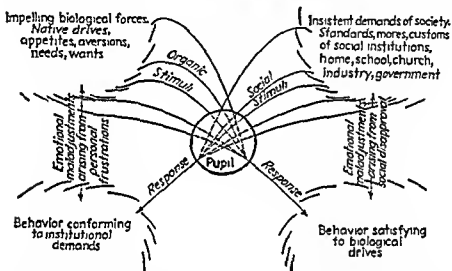 Impelling biological forces.
Native drives,
appetites, aversions,
needs, wants
Insistent demands of society.
Standards, mores, customs
of social institutions,
home, school, church,
industry, government
Organic
Stimuli
Social
Stimuli
Emotional
maladjustments
arising from
personal
frustrations
Pupil
Emotional
maladjustments
arising from
social disapproval
Response
Response
Behavior conforming
to institutional
demands
Behavior satisfying
to biological
drives